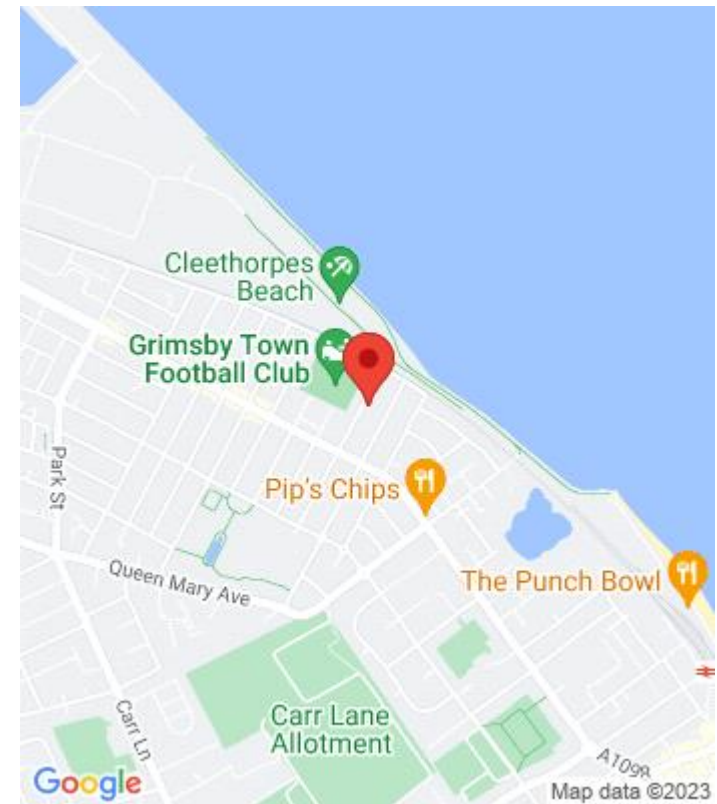 Cleethorpes
Beach
Grimsby Town
Football Club
Park St
Pip's Chips
Queen Mary Ave
The Punch Bowl
Carr Ln
Carr Lane
Allotment
A1098
Google
Map data ©2023